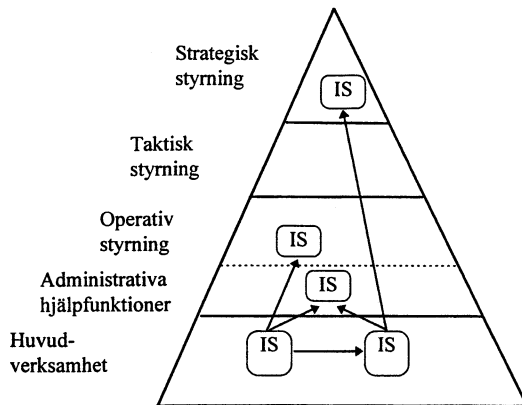 Strategisk
styrning
IS
Taktisk
styrning
Operativ
styrning
IS
Administrativa
hjälpfunktioner
IS
Huvud-
verksamhet
IS
IS